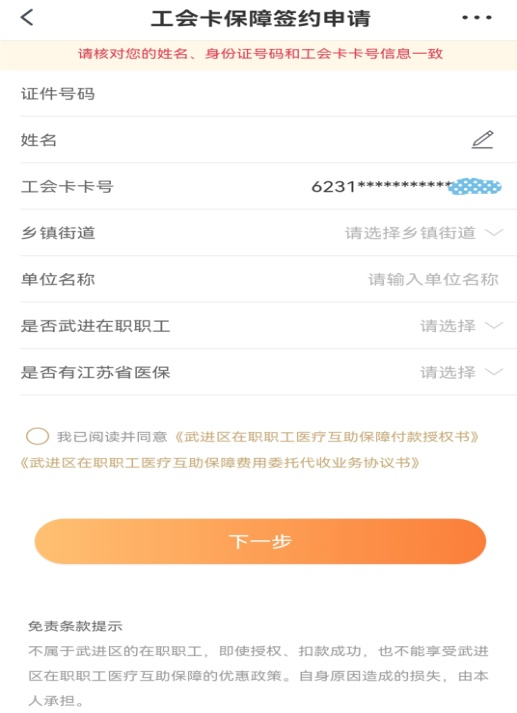 工会卡保障签约申请
请核对您的姓名、身份证号码和工会卡卡号信息一致
证件号码
姓名
工会卡卡号 6231***********
乡镇街道 请选择乡镇街道
单位名称 请输入单位名称
是否武进在职职工 请选择
是否有江苏省医保 请选择
我已阅读并同意《武进区在职职工医疗互助保障付款授权书》
《武进区在职职工医疗互助保障费用委托代收业务协议书》
下一步
免责条款提示
不属于武进区的在职职工，即使授权、扣款成功，也不能享受武进
区在职职工医疗互助保障的优惠政策。自身原因造成的损失，由本
人承担。